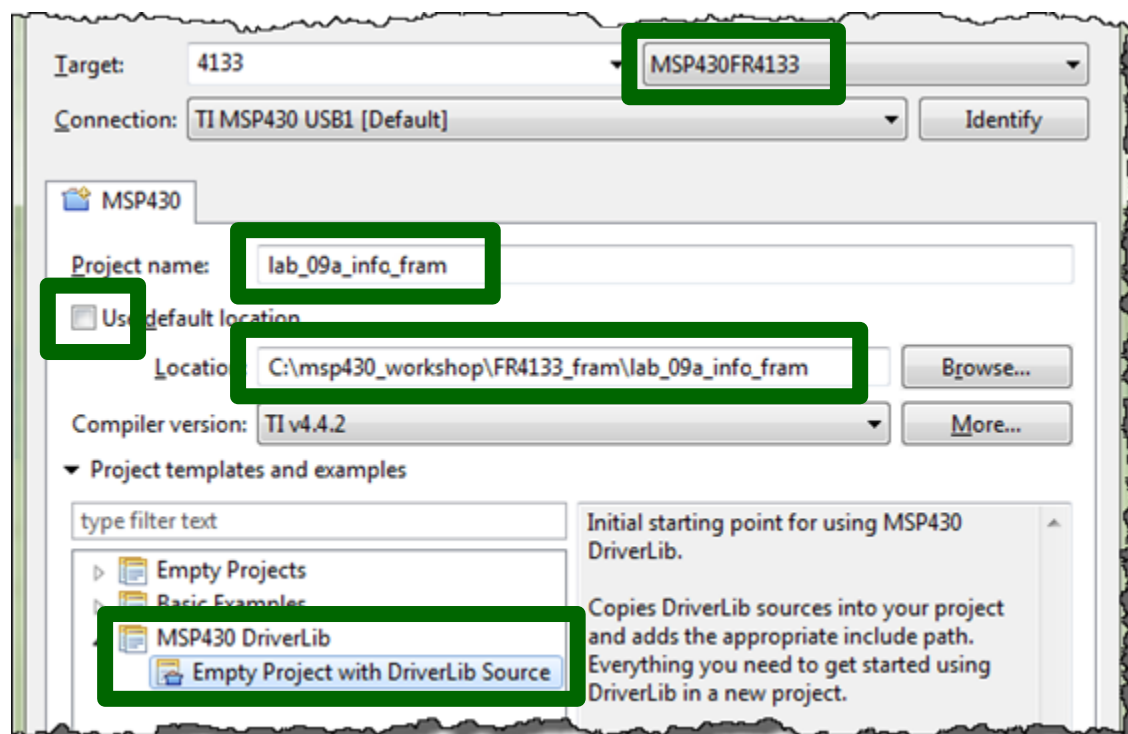 Target: 4133 MSP430FR4133
Connection: TI MSP430 USB1 [Default] Identify
MSP430
Project name: lab_09a_info_fram
Use default location
Location: C:\msp430_workshop\FR4133_fram\lab_09a_info_fram Browse...
Compiler version: TI v4.4.2 More...
Project templates and examples
type filter text
Empty Projects
Basic Examples
MSP430 DriverLib
Empty Project with DriverLib Source
Initial starting point for using MSP430
DriverLib.
Copies DriverLib sources into your project
and adds the appropriate include path.
Everything you need to get started using
DriverLib in a new project.